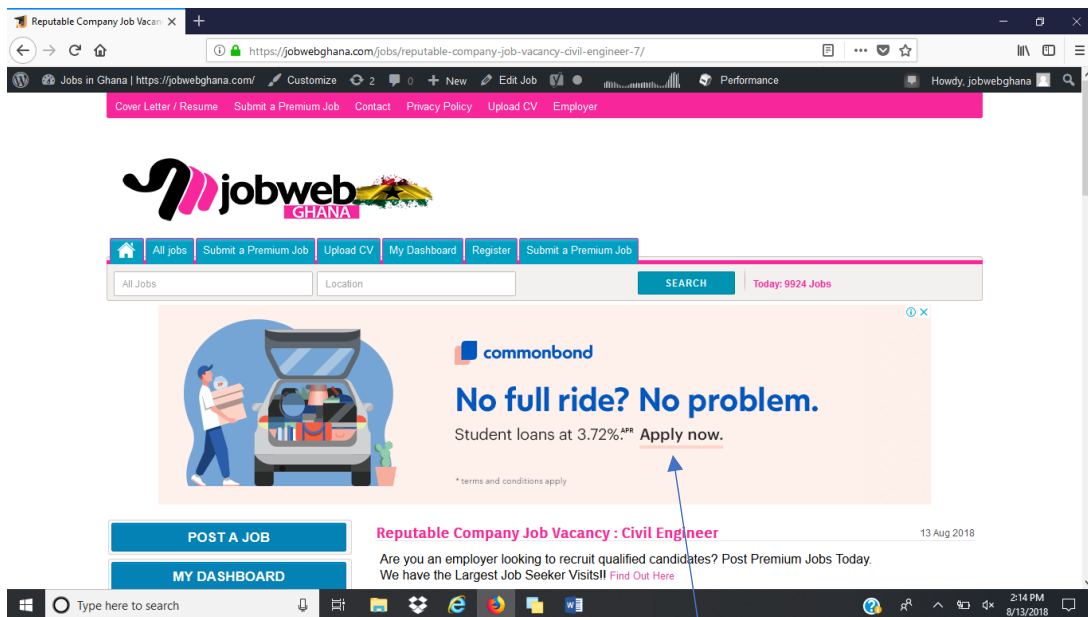 Reputable Company Job Vacan
https://jobwebghana.com/jobs/reputable-company-job-vacancy-civil-engineer-7/
Jobs in Ghana | https://jobwebghana.com/ Customize 2 0 New Edit Job Performance Howdy, jobwebghana
Cover Letter / Resume Submit a Premium Job Contact Privacy Policy Upload CV Employer
jobweb
GHANA
All jobs Submit a Premium Job Upload CV My Dashboard Register Submit a Premium Job
All Jobs Location SEARCH Today: 9924 Jobs
commonbond
No full ride? No problem.
Student loans at 3.72%.*APR Apply now.
*terms and conditions apply
POST A JOB Reputable Company Job Vacancy : Civil Engineer 13 Aug 2018
Are you an employer looking to recruit qualified candidates? Post Premium Jobs Today.
MY DASHBOARD We have the Largest Job Seeker Visits!! Find Out Here
Type here to search 2:14 PM
8/13/2018